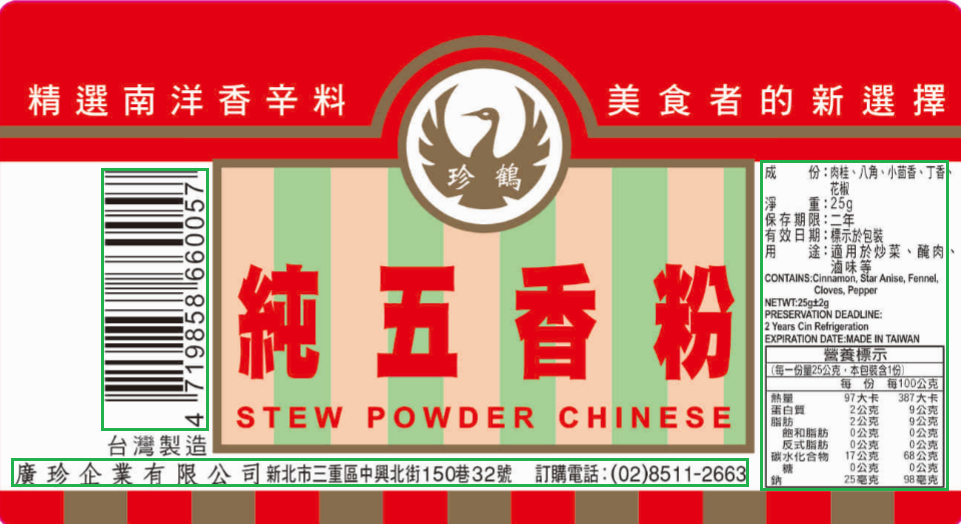 精選南洋香辛料
美食者的新選擇
珍鶴
純五香粉
STEW POWDER CHINESE
4 719858 660057
台灣製造
廣珍企業有限公司 新北市三重區中興北街150巷32號 訂購電話:(02)8511-2663
成份:肉桂、八角、小茴香、丁香、
花椒
淨重:25g
保存期限:二年
有效日期:標示於包裝
用途:適用於炒菜、醃肉、
滷味等
CONTAINS:Cinnamon, Star Anise, Fennel,
Cloves, Pepper
NETWT:25g±2g
PRESERVATION DEADLINE:
2 Years Cin Refrigeration
EXPIRATION DATE:MADE IN TAIWAN
營養標示
(每一份量25公克,本包裝含1份)
每份 每100公克
熱量 97大卡 387大卡
蛋白質 2公克 9公克
脂肪 2公克 9公克
飽和脂肪 0公克 0公克
反式脂肪 0公克 0公克
碳水化合物 17公克 68公克
糖 0公克 0公克
鈉 25毫克 98毫克